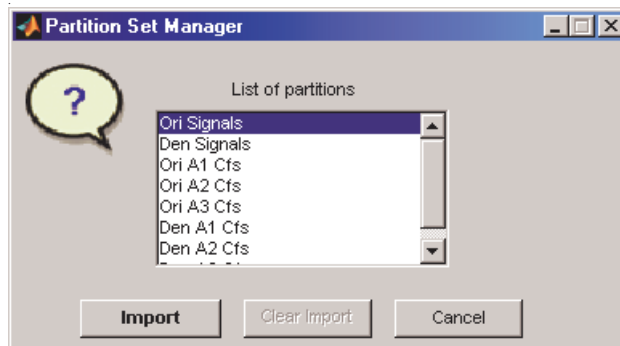 Partition Set Manager
?
List of partitions
Ori Signals
Den Signals
Ori A1 Cfs
Ori A2 Cfs
Ori A3 Cfs
Den A1 Cfs
Den A2 Cfs
Import
Clear Import
Cancel